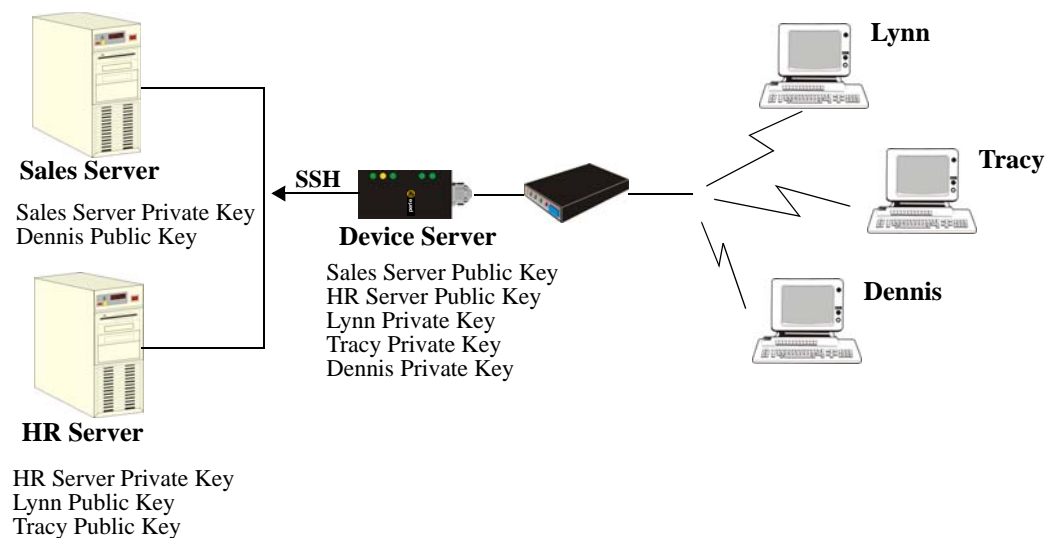 Lynn
Tracy
Dennis
Sales Server
Sales Server Private Key
Dennis Public Key
SSH
Device Server
Sales Server Public Key
HR Server Public Key
Lynn Private Key
Tracy Private Key
Dennis Private Key
HR Server
HR Server Private Key
Lynn Public Key
Tracy Public Key